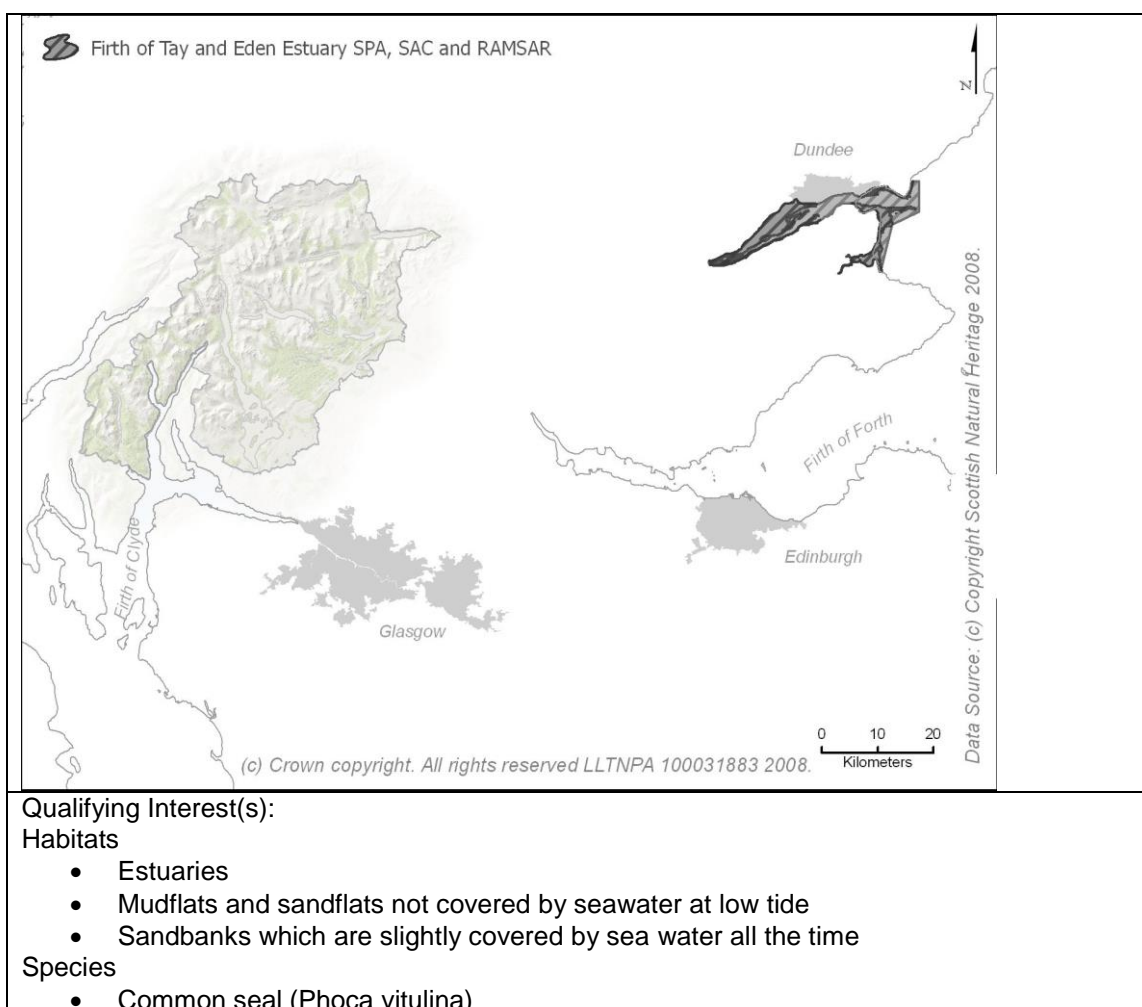 Firth of Tay and Eden Estuary SPA, SAC and RAMSAR
N
Dundee
Firth of Forth
Edinburgh
Firth of Clyde
Glasgow
Data Source: (c) Copyright Scottish Natural Heritage 2008.
0 10 20
Kilometers
(c) Crown copyright. All rights reserved LLTNPA 100031883 2008.
Qualifying Interest(s):
Habitats
• Estuaries
• Mudflats and sandflats not covered by seawater at low tide
• Sandbanks which are slightly covered by sea water all the time
Species
• Common seal (Phoca vitulina)